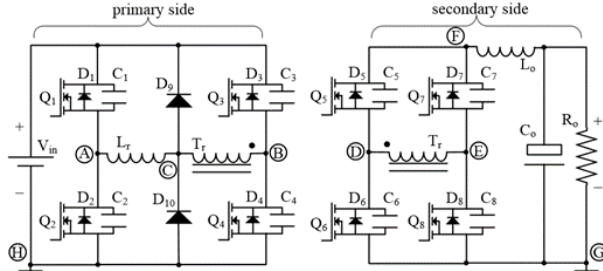 primary side
secondary side
F
D₁ C₁ D₃ C₃
D₅ C₅ D₇ C₇ Lₒ
D₉
Q₁ Q₃ Q₅ Q₇
+ Vᵢₙ −
A Lᵣ C Tᵣ B
D Tᵣ E
Cₒ Rₒ + −
D₂ C₂ D₁₀ D₄ C₄
D₆ C₆ D₈ C₈
Q₂ Q₄ Q₆ Q₈
H G